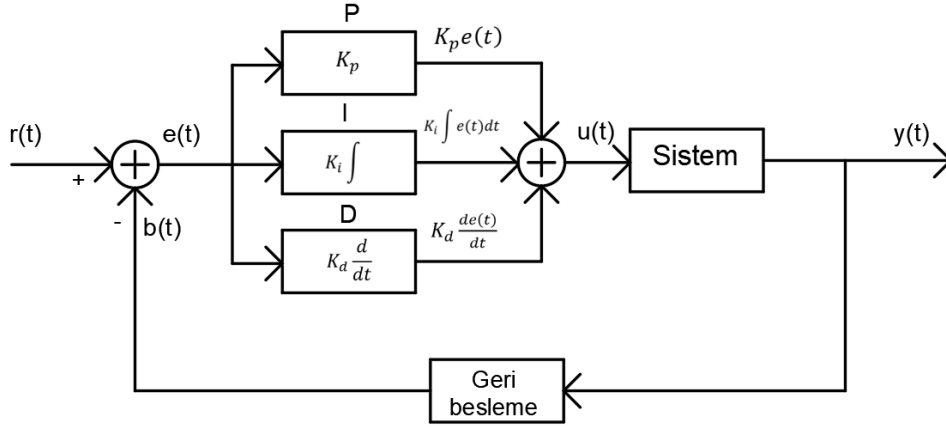 P
K_p
K_p e(t)
I
K_i ∫
K_i ∫ e(t)dt
D
K_d d/dt
K_d de(t)/dt
r(t)
+
-
b(t)
e(t)
u(t)
Sistem
y(t)
Geri
besleme